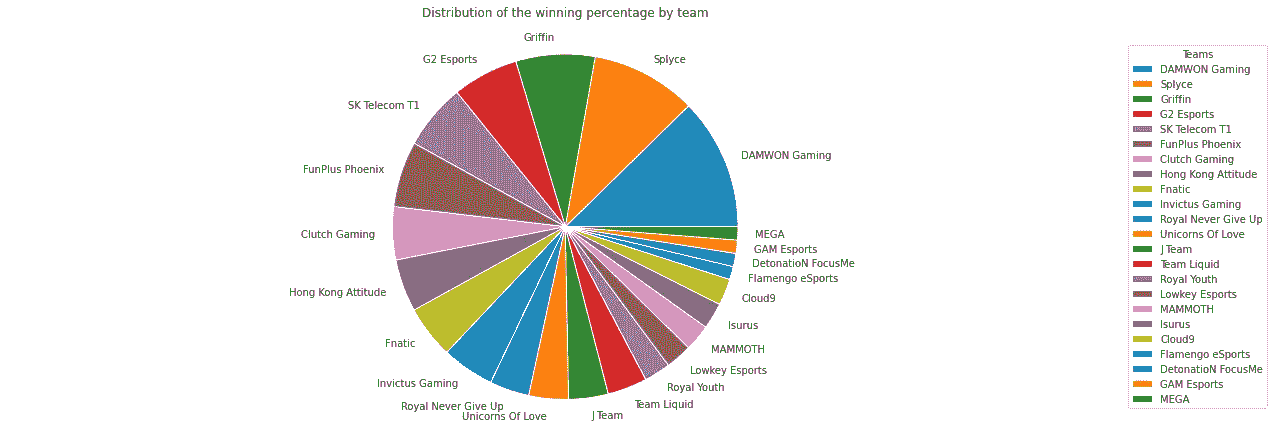 Distribution of the winning percentage by team
Griffin
G2 Esports
Splyce
SK Telecom T1
DAMWON Gaming
FunPlus Phoenix
Clutch Gaming
MEGA
GAM Esports
DetonatioN FocusMe
Flamengo eSports
Hong Kong Attitude
Cloud9
Isurus
Fnatic
MAMMOTH
Lowkey Esports
Invictus Gaming
Royal Youth
Royal Never Give Up
Team Liquid
Unicorns Of Love
J Team
Teams
DAMWON Gaming
Splyce
Griffin
G2 Esports
SK Telecom T1
FunPlus Phoenix
Clutch Gaming
Hong Kong Attitude
Fnatic
Invictus Gaming
Royal Never Give Up
Unicorns Of Love
J Team
Team Liquid
Royal Youth
Lowkey Esports
MAMMOTH
Isurus
Cloud9
Flamengo eSports
DetonatioN FocusMe
GAM Esports
MEGA